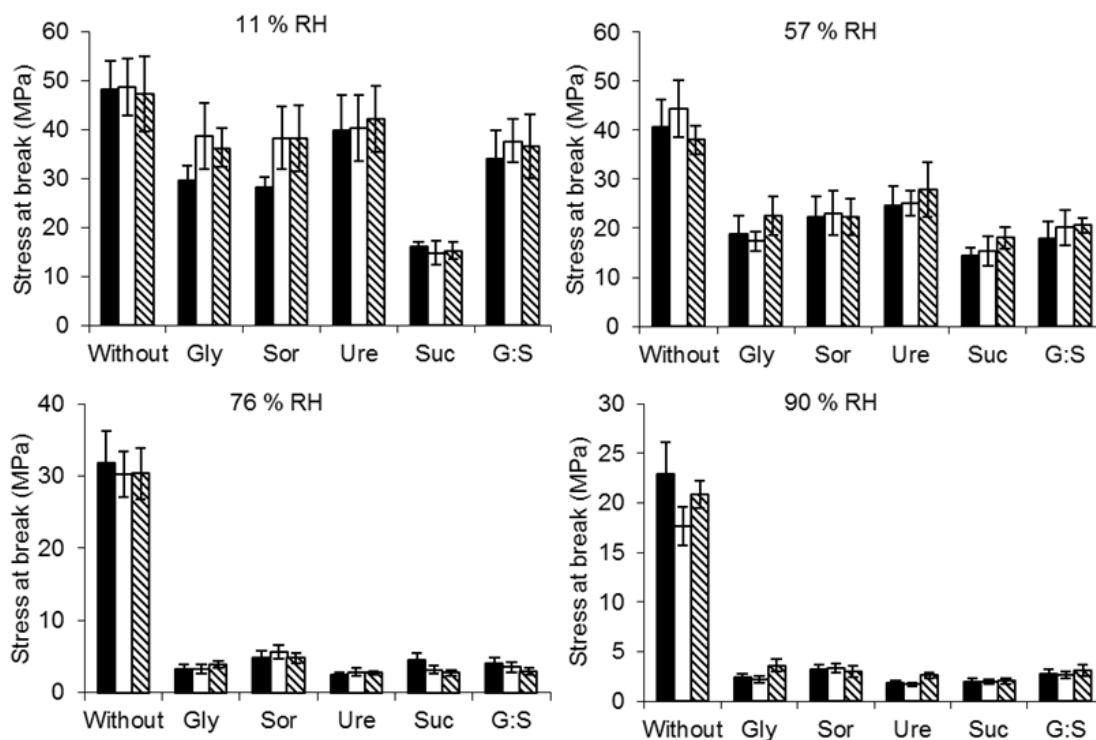 11 % RH
Stress at break (MPa)
60
50
40
30
20
10
0
Without Gly Sor Ure Suc G:S
57 % RH
Stress at break (MPa)
60
50
40
30
20
10
0
Without Gly Sor Ure Suc G:S
76 % RH
Stress at break (MPa)
40
30
20
10
0
Without Gly Sor Ure Suc G:S
90 % RH
Stress at break (MPa)
30
25
20
15
10
5
0
Without Gly Sor Ure Suc G:S